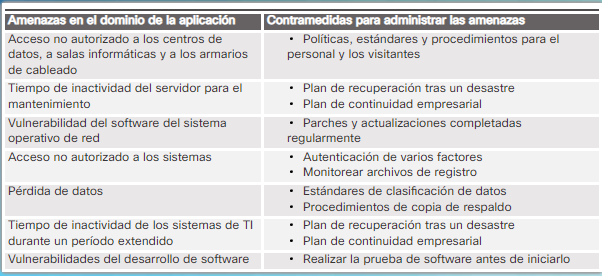 Amenazas en el dominio de la aplicación
Contramedidas para administrar las amenazas
Acceso no autorizado a los centros de
datos, a salas informáticas y a los armarios
de cableado
• Políticas, estándares y procedimientos para el
personal y los visitantes
Tiempo de inactividad del servidor para el
mantenimiento
• Plan de recuperación tras un desastre
• Plan de continuidad empresarial
Vulnerabilidad del software del sistema
operativo de red
• Parches y actualizaciones completadas
regularmente
Acceso no autorizado a los sistemas
• Autenticación de varios factores
• Monitorear archivos de registro
Pérdida de datos
• Estándares de clasificación de datos
• Procedimientos de copia de respaldo
Tiempo de inactividad de los sistemas de TI
durante un período extendido
• Plan de recuperación tras un desastre
• Plan de continuidad empresarial
Vulnerabilidades del desarrollo de software
• Realizar la prueba de software antes de iniciarlo